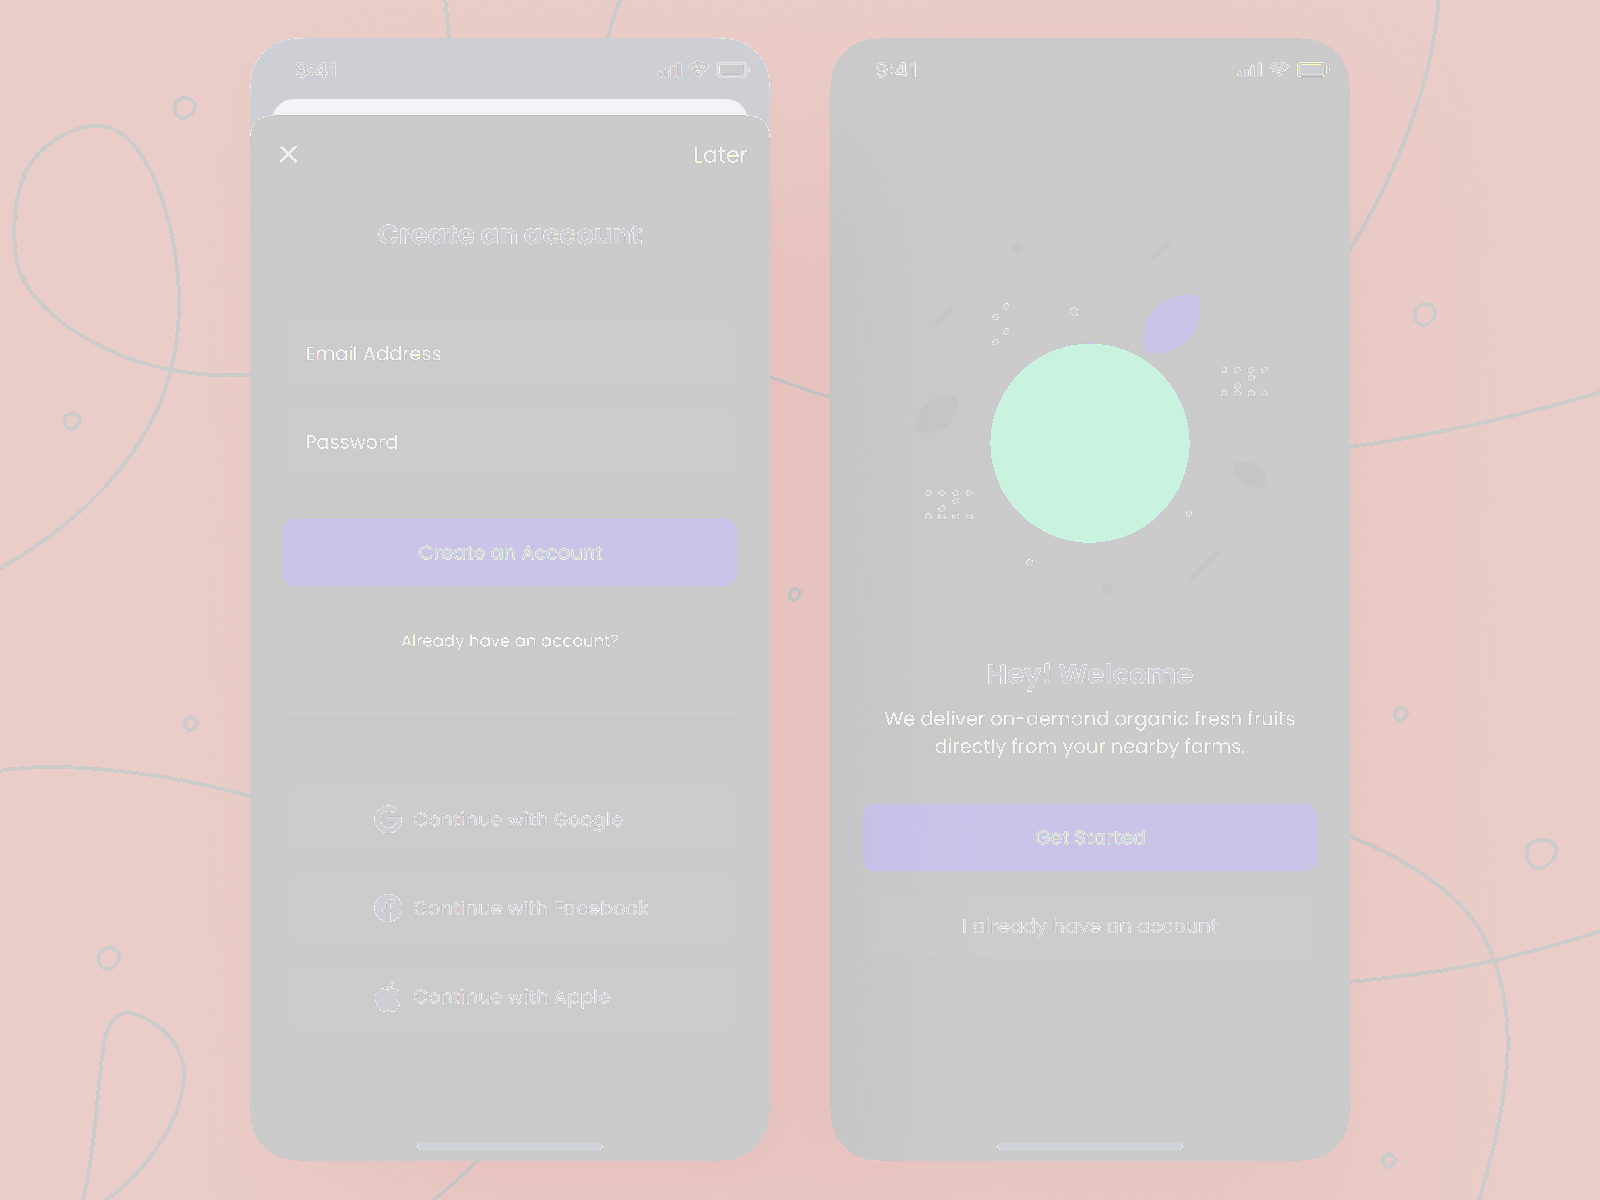 9:41
Later
Create an account
Email Address
Password
Create an Account
Already have an account?
Continue with Google
Continue with Facebook
Continue with Apple
9:41
Hey! Welcome
We deliver on-demand organic fresh fruits
directly from your nearby farms.
Get Started
I already have an account